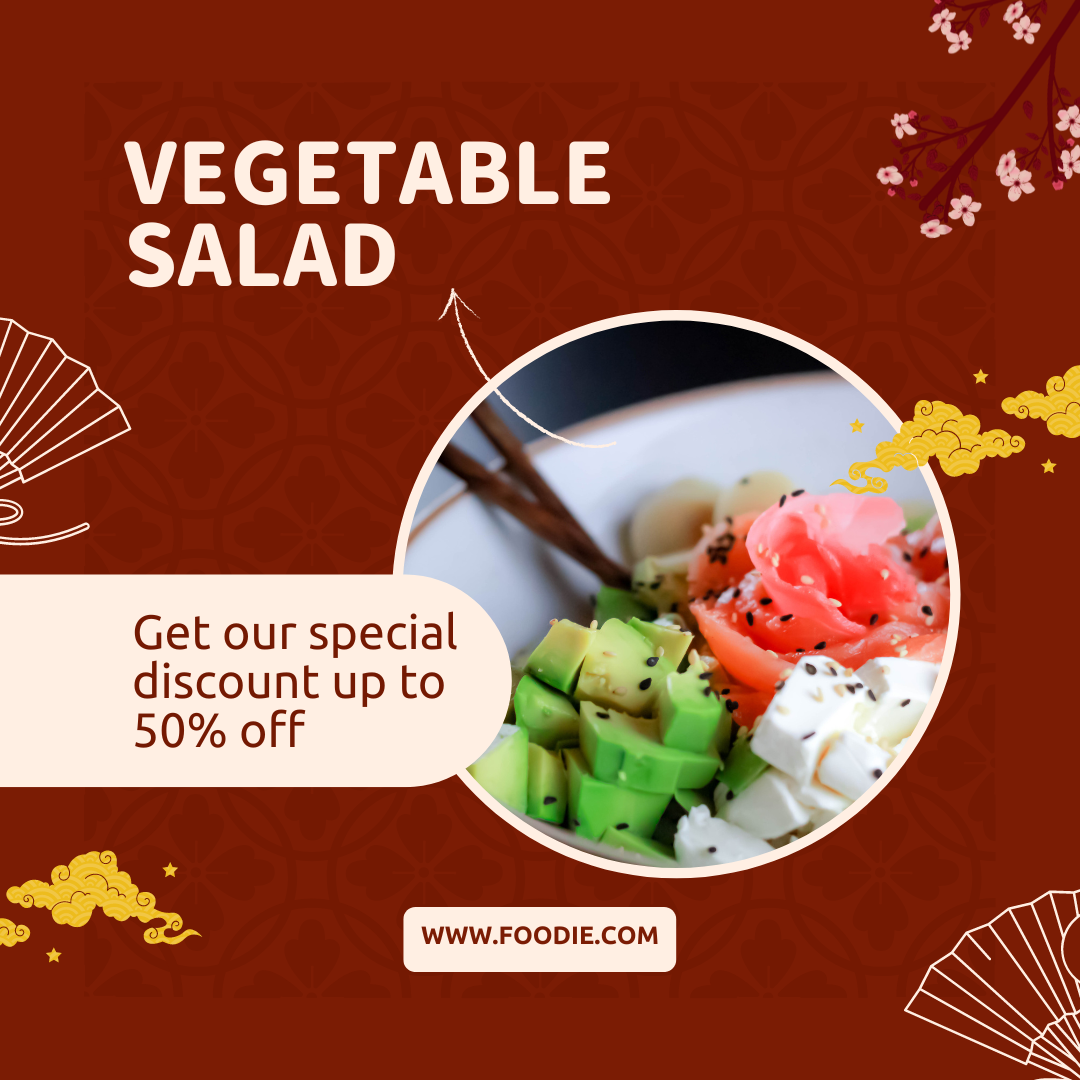 VEGETABLE
SALAD
Get our special
discount up to
50% off
WWW.FOODIE.COM